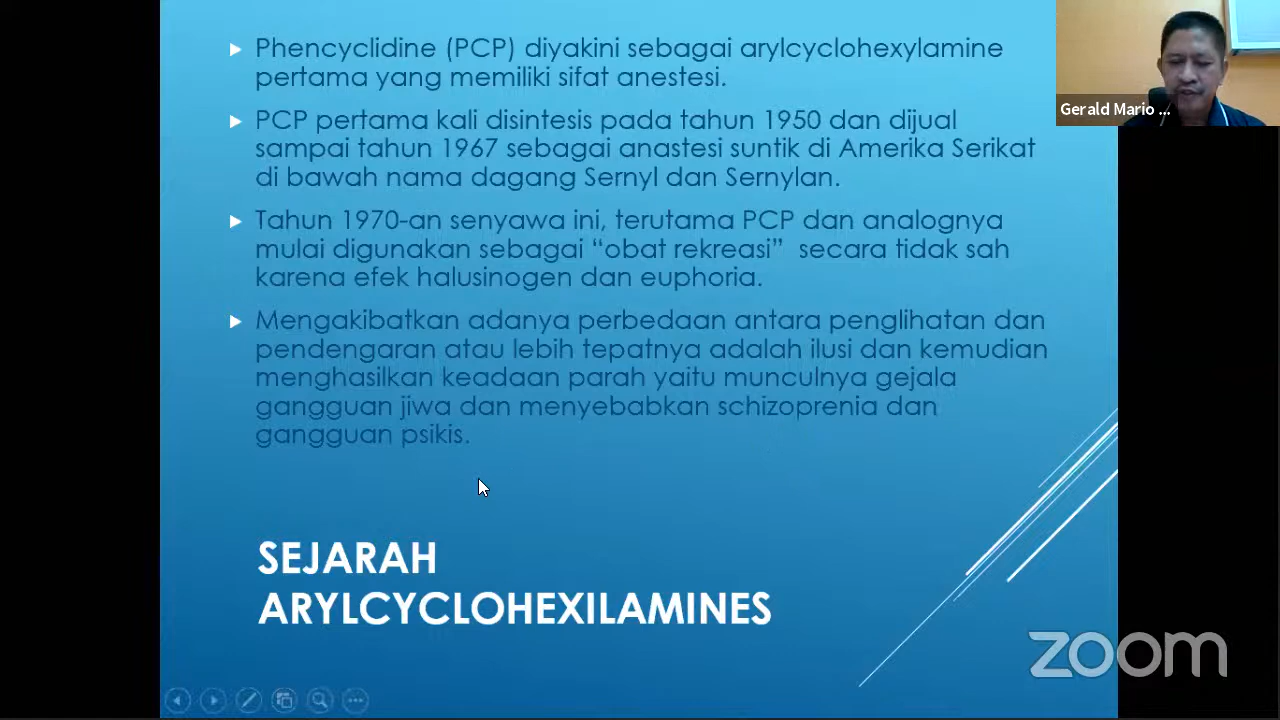 Phencyclidine (PCP) diyakini sebagai arylcyclohexylamine
pertama yang memiliki sifat anestesi.
PCP pertama kali disintesis pada tahun 1950 dan dijual
sampai tahun 1967 sebagai anastesi suntik di Amerika Serikat
di bawah nama dagang Sernyl dan Sernylan.
Tahun 1970-an senyawa ini, terutama PCP dan analognya
mulai digunakan sebagai “obat rekreasi” secara tidak sah
karena efek halusinogen dan euphoria.
Mengakibatkan adanya perbedaan antara penglihatan dan
pendengaran atau lebih tepatnya adalah ilusi dan kemudian
menghasilkan keadaan parah yaitu munculnya gejala
gangguan jiwa dan menyebabkan schizoprenia dan
gangguan psikis.
SEJARAH
ARYLCYCLOHEXILAMINES
Gerald Mario ...
zoom